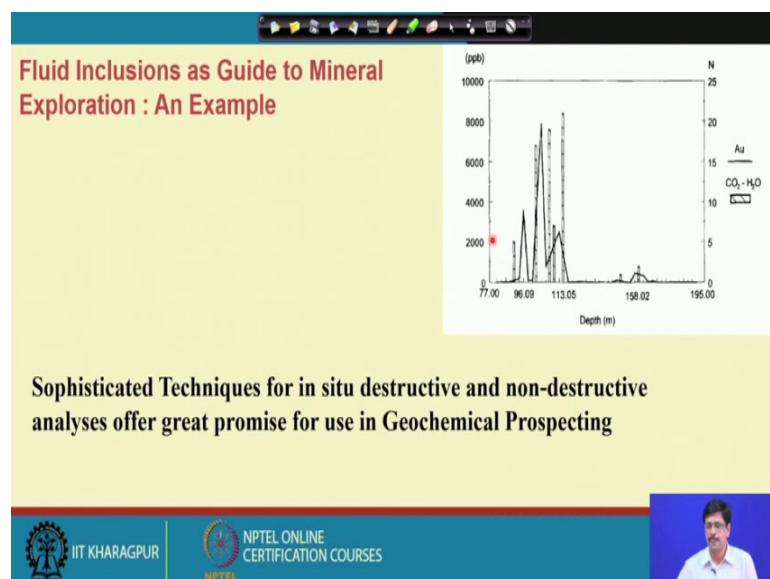 Fluid Inclusions as Guide to Mineral
Exploration : An Example
(ppb)
N
10000
8000
6000
4000
2000
0
25
20
15
10
5
0
Au
CO₂ - H₂O
77.00 96.09 113.05 158.02 195.00
Depth (m)
Sophisticated Techniques for in situ destructive and non-destructive
analyses offer great promise for use in Geochemical Prospecting
IIT KHARAGPUR
NPTEL ONLINE
CERTIFICATION COURSES
NPTEL